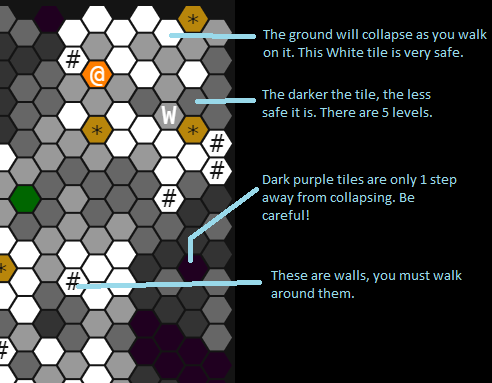 *
The ground will collapse as you walk
on it. This White tile is very safe.
#
@
The darker the tile, the less
safe it is. There are 5 levels.
W
* *
#
#
Dark purple tiles are only 1 step
away from collapsing. Be
careful!
#
*
#
These are walls, you must walk
around them.
#